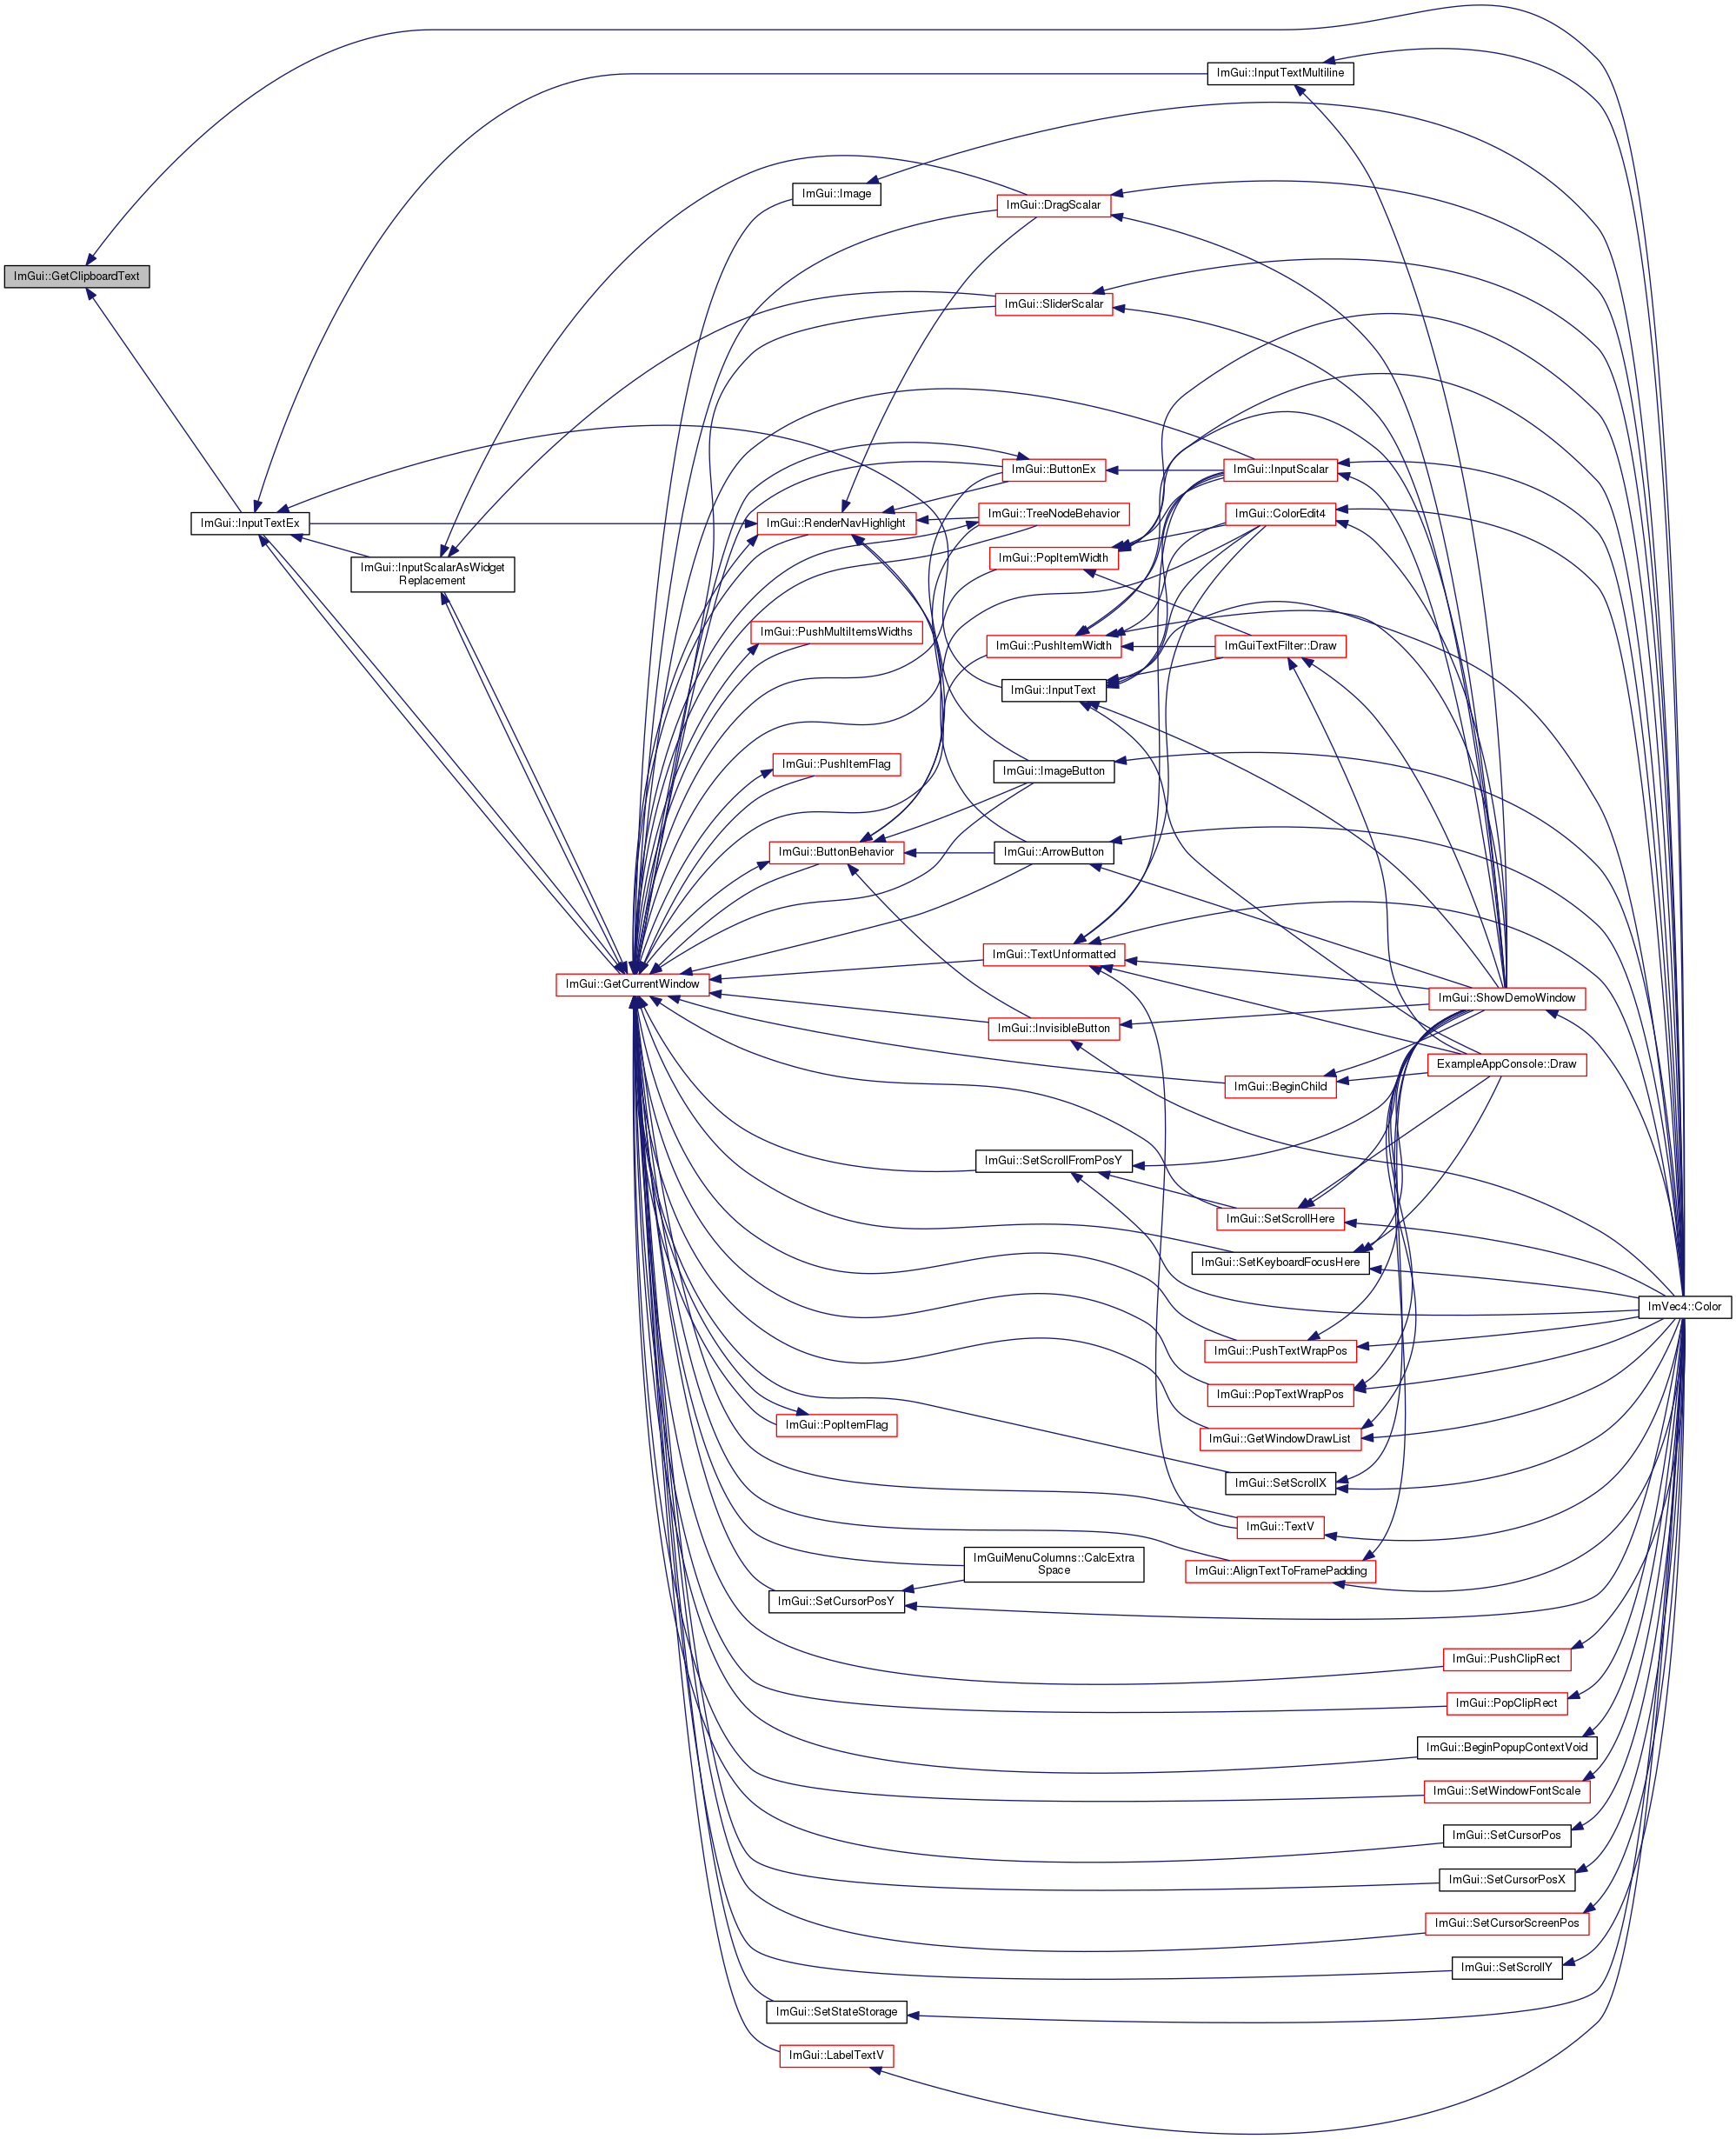 ImGui::InputTextMultiline
ImGui::Image
ImGui::DragScalar
ImGui::GetClipboardText
ImGui::SliderScalar
ImGui::ButtonEx
ImGui::InputScalar
ImGui::InputTextEx
ImGui::RenderNavHighlight
ImGui::TreeNodeBehavior
ImGui::ColorEdit4
ImGui::InputScalarAsWidget
Replacement
ImGui::PopItemWidth
ImGui::PushMultiItemsWidths
ImGui::PushItemWidth
ImGuiTextFilter::Draw
ImGui::InputText
ImGui::PushItemFlag
ImGui::ImageButton
ImGui::ButtonBehavior
ImGui::ArrowButton
ImGui::TextUnformatted
ImGui::GetCurrentWindow
ImGui::ShowDemoWindow
ImGui::InvisibleButton
ExampleAppConsole::Draw
ImGui::BeginChild
ImGui::SetScrollFromPosY
ImGui::SetScrollHere
ImGui::SetKeyboardFocusHere
ImVec4::Color
ImGui::PushTextWrapPos
ImGui::PopTextWrapPos
ImGui::PopItemFlag
ImGui::GetWindowDrawList
ImGui::SetScrollX
ImGui::TextV
ImGuiMenuColumns::CalcExtra
Space
ImGui::AlignTextToFramePadding
ImGui::SetCursorPosY
ImGui::PushClipRect
ImGui::PopClipRect
ImGui::BeginPopupContextVoid
ImGui::SetWindowFontScale
ImGui::SetCursorPos
ImGui::SetCursorPosX
ImGui::SetCursorScreenPos
ImGui::SetScrollY
ImGui::SetStateStorage
ImGui::LabelTextV